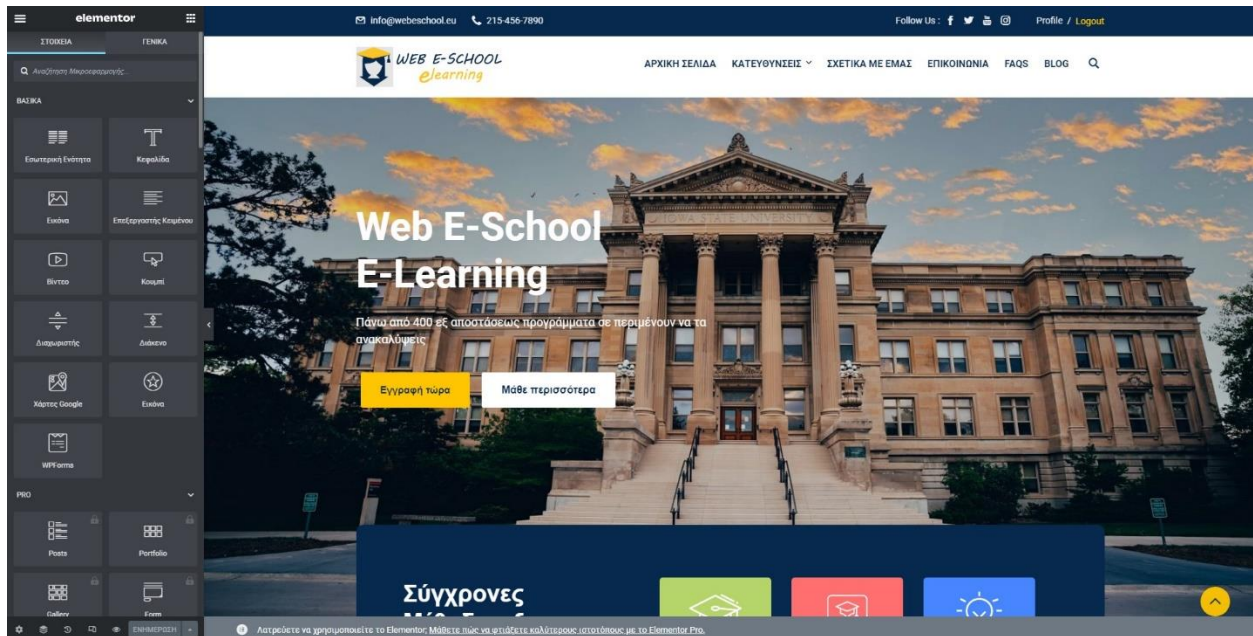 elementor
ΣΤΟΙΧΕΙΑ
ΓΕΝΙΚΑ
Αναζήτηση Μικροεφαρμογής...
ΒΑΣΙΚΑ
Εσωτερική Ενότητα
Κεφαλίδα
Εικόνα
Επεξεργαστής Κειμένου
Βίντεο
Κουμπί
Διαχωριστής
Διάκενο
Χάρτες Google
Εικόνα
WPForms
PRO
Posts
Portfolio
Gallery
Form
ΕΝΗΜΕΡΩΣΗ
info@webeschool.eu 215-456-7890
Follow Us : Profile / Logout
WEB E-SCHOOL
elearning
ΑΡΧΙΚΗ ΣΕΛΙΔΑ ΚΑΤΕΥΘΥΝΣΕΙΣ ΣΧΕΤΙΚΑ ΜΕ ΕΜΑΣ ΕΠΙΚΟΙΝΩΝΙΑ FAQS BLOG
STATE UNIVERSITY
Web E-School
E-Learning
Πάνω από 400 εξ αποστάσεως προγράμματα σε περιμένουν να τα
ανακαλύψεις
Εγγραφή τώρα
Μάθε περισσότερα
Σύγχρονες
Λατρεύετε να χρησιμοποιείτε το Elementor; Μάθετε πώς να φτιάξετε καλύτερους ιστοτόπους με το Elementor Pro.